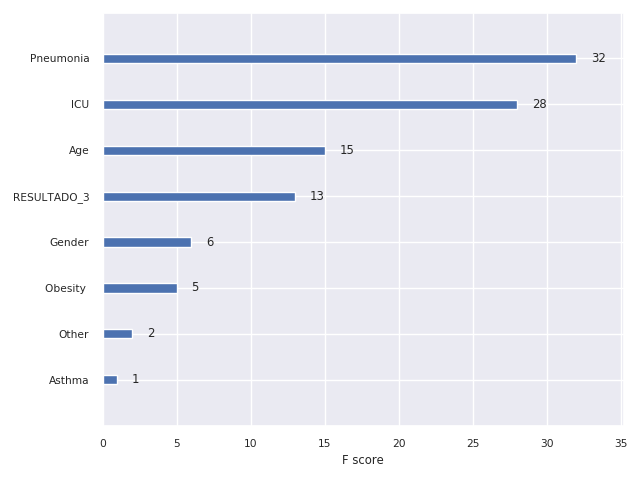 Pneumonia 32
ICU 28
Age 15
RESULTADO_3 13
Gender 6
Obesity 5
Other 2
Asthma 1
0 5 10 15 20 25 30 35
F score